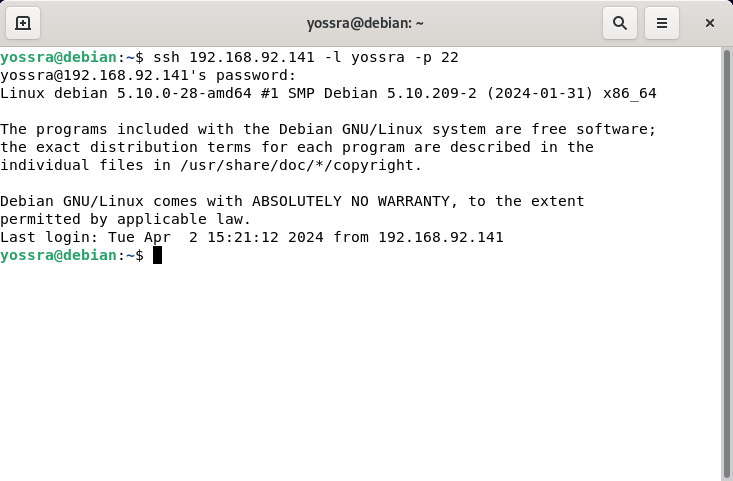 yossra@debian: ~
yossra@debian:~$ ssh 192.168.92.141 -l yossra -p 22
yossra@192.168.92.141's password:
Linux debian 5.10.0-28-amd64 #1 SMP Debian 5.10.209-2 (2024-01-31) x86_64
The programs included with the Debian GNU/Linux system are free software;
the exact distribution terms for each program are described in the
individual files in /usr/share/doc/*/copyright.
Debian GNU/Linux comes with ABSOLUTELY NO WARRANTY, to the extent
permitted by applicable law.
Last login: Tue Apr  2 15:21:12 2024 from 192.168.92.141
yossra@debian:~$